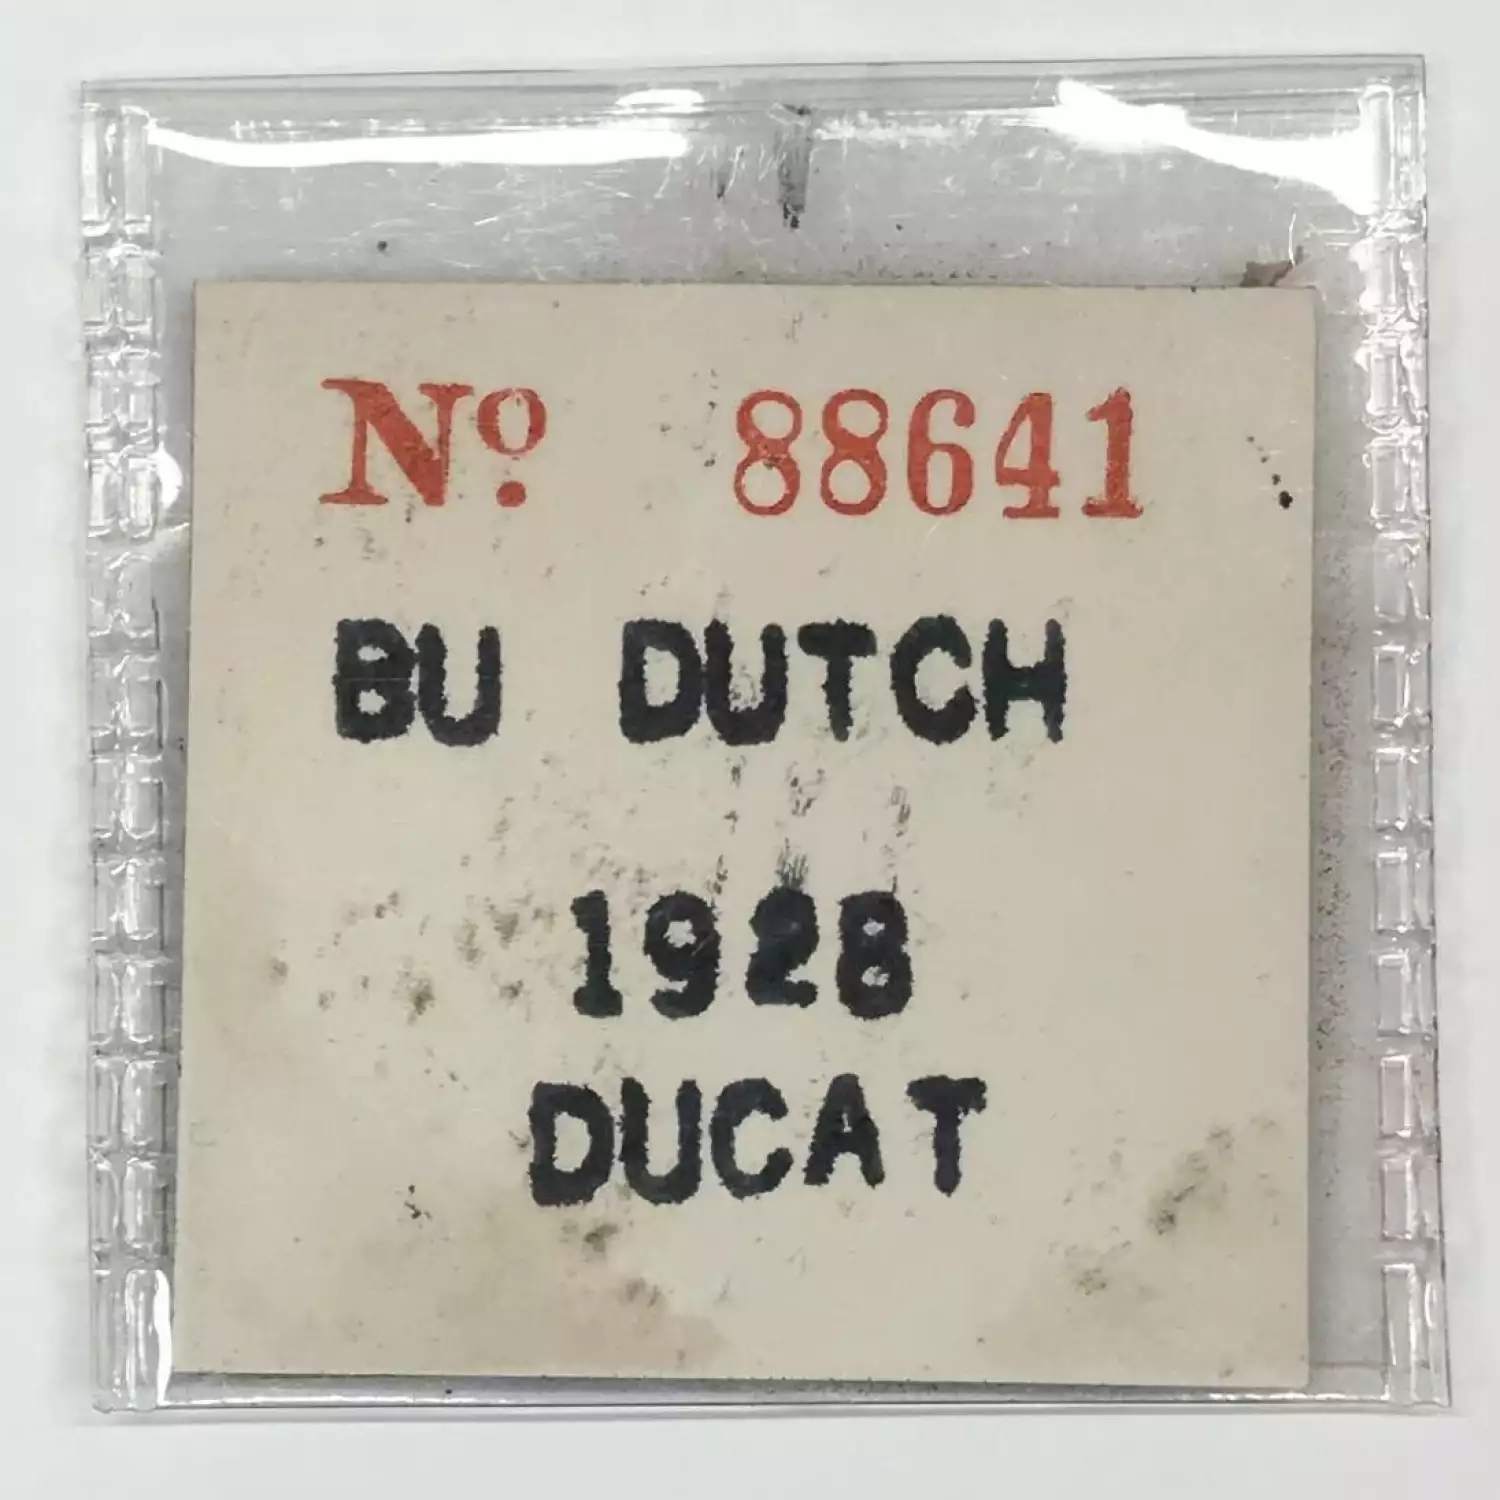 Nº. 88641
BU DUTCH
1928
DUCAT